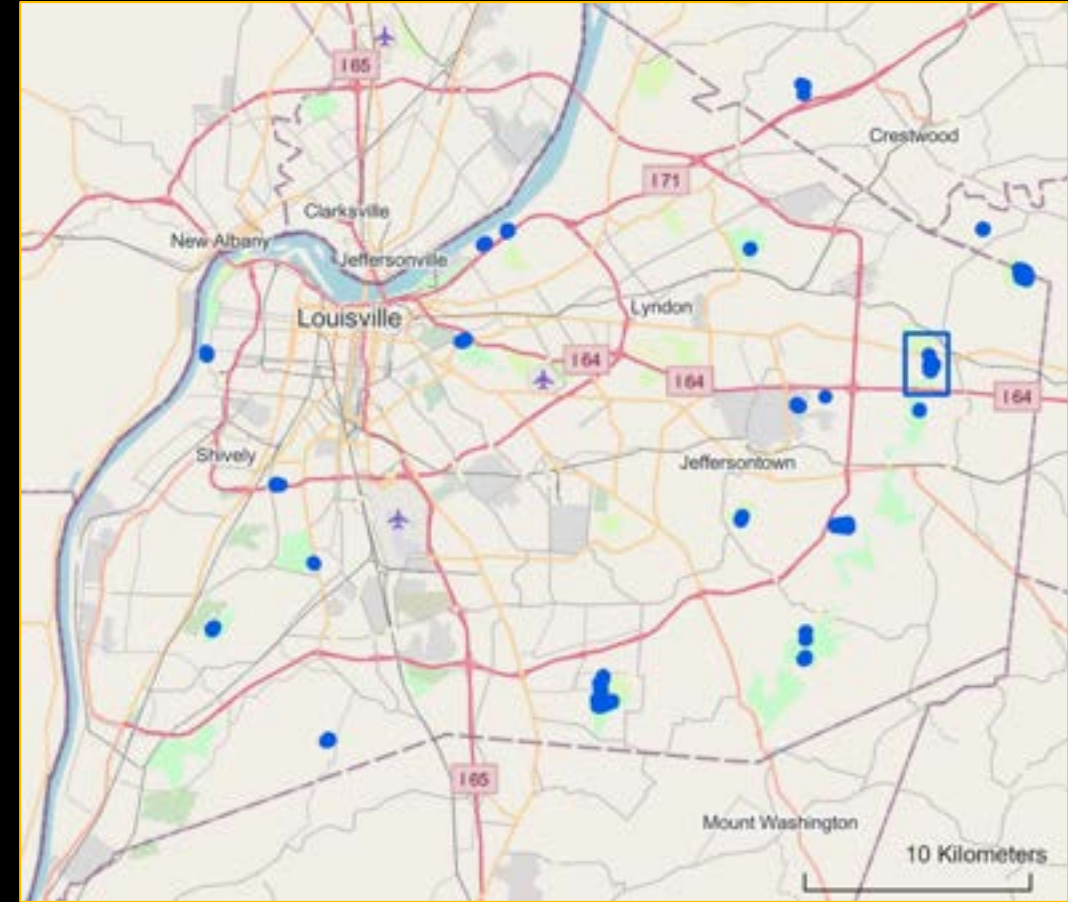 I 65
Crestwood
I 71
Clarksville
New Albany
Jeffersonville
Lyndon
Louisville
I 64
I 64
I 64
Shively
Jeffersontown
I 65
Mount Washington
10 Kilometers